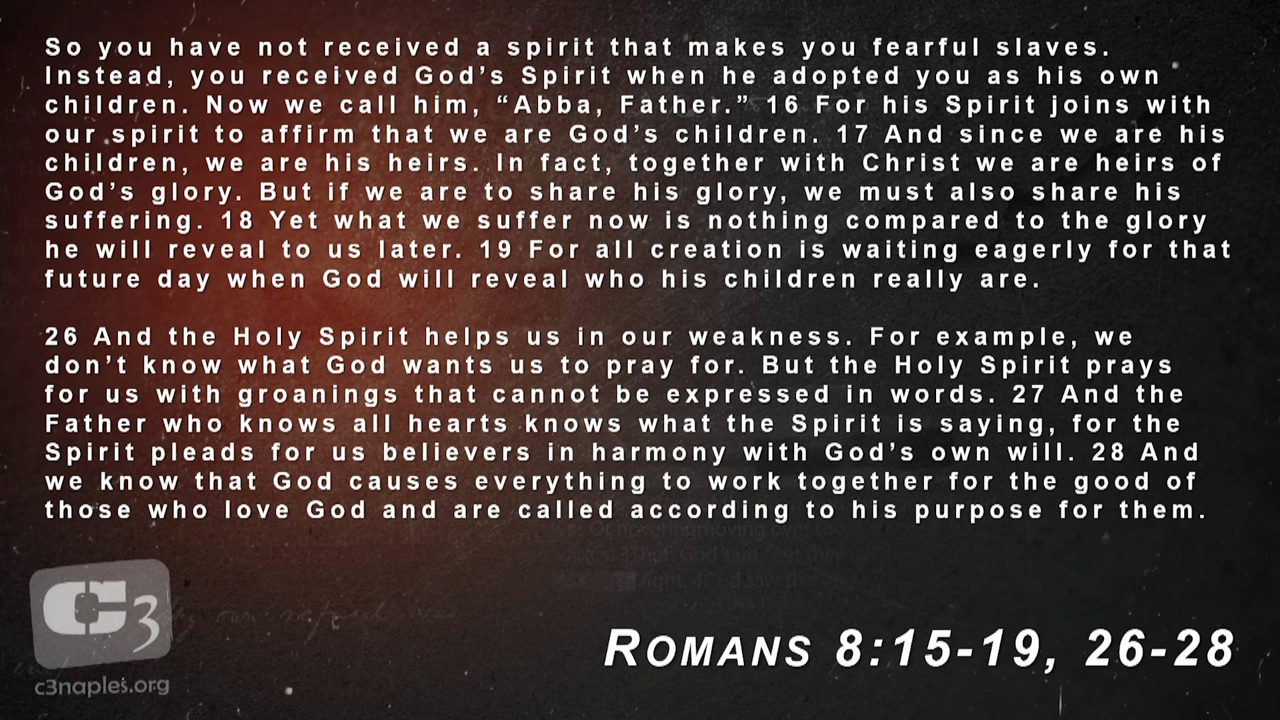 So you have not received a spirit that makes you fearful slaves.
Instead, you received God’s Spirit when he adopted you as his own
children. Now we call him, “Abba, Father.” 16 For his Spirit joins with
our spirit to affirm that we are God’s children. 17 And since we are his
children, we are his heirs. In fact, together with Christ we are heirs of
God’s glory. But if we are to share his glory, we must also share his
suffering. 18 Yet what we suffer now is nothing compared to the glory
he will reveal to us later. 19 For all creation is waiting eagerly for that
future day when God will reveal who his children really are.
26 And the Holy Spirit helps us in our weakness. For example, we
don’t know what God wants us to pray for. But the Holy Spirit prays
for us with groanings that cannot be expressed in words. 27 And the
Father who knows all hearts knows what the Spirit is saying, for the
Spirit pleads for us believers in harmony with God’s own will. 28 And
we know that God causes everything to work together for the good of
those who love God and are called according to his purpose for them.
C3
c3naples.org
ROMANS 8:15-19, 26-28